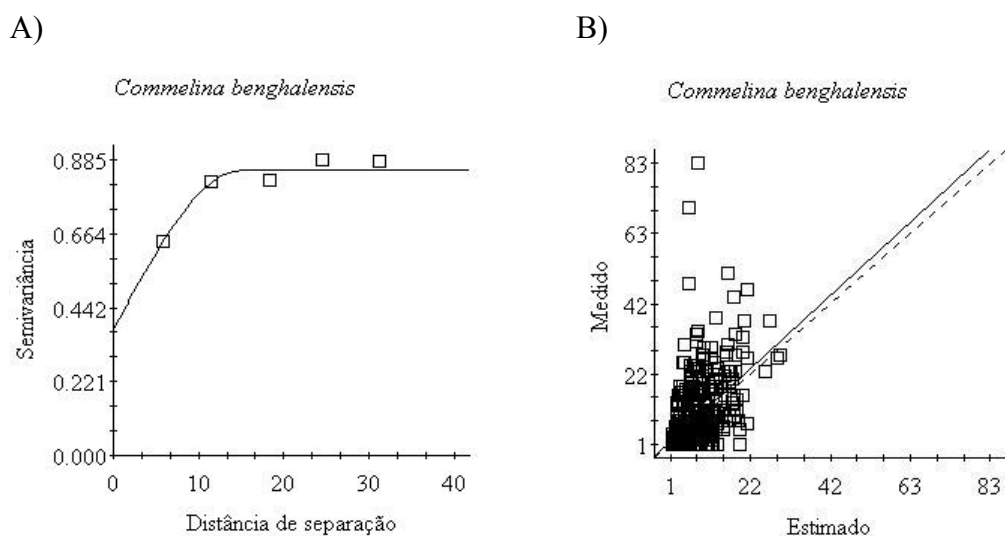 A)
Commelina benghalensis
0.885
0.664
0.442
0.221
0.000
Semivariância
0 10 20 30 40
Distância de separação
B)
Commelina benghalensis
83
63
42
22
1
Medido
1 22 42 63 83
Estimado